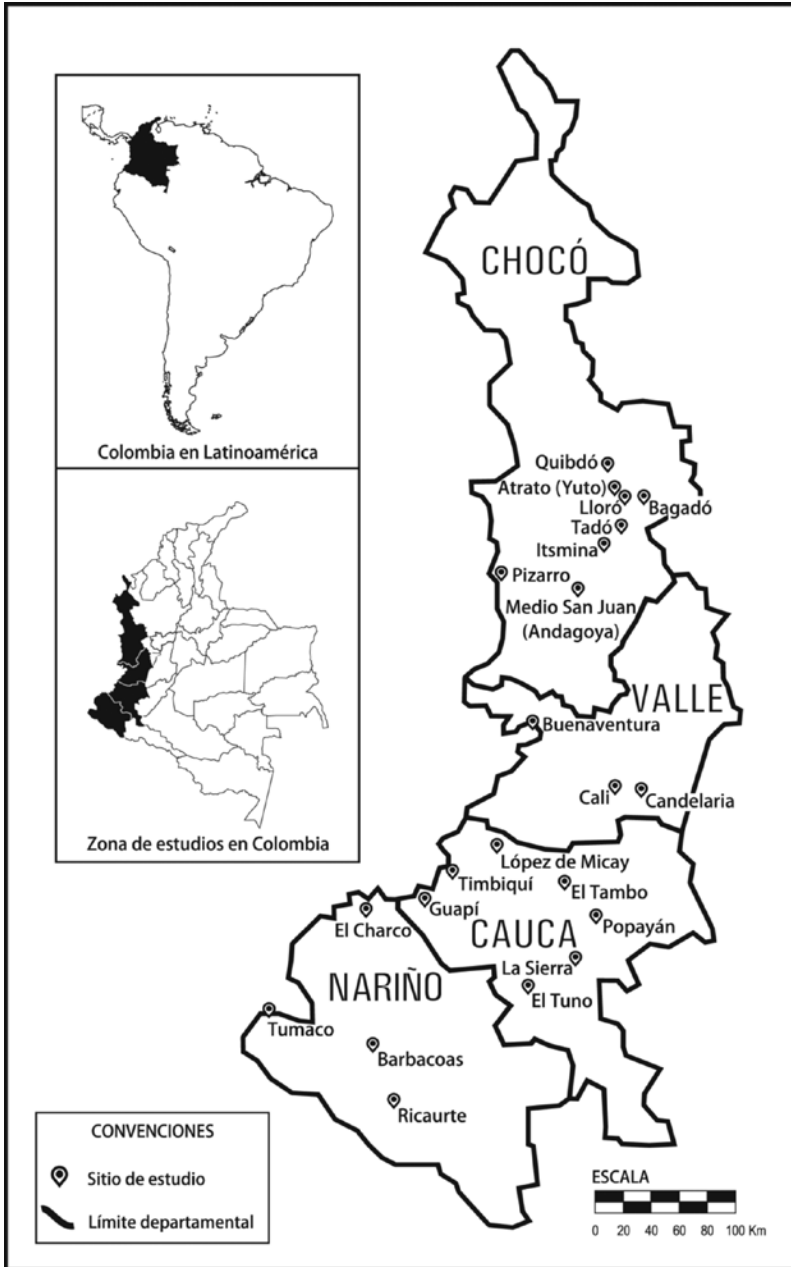 Colombia en Latinoamérica
Zona de estudios en Colombia
CHOCÓ
Quibdó
Atrato (Yuto)
Lloró
Bagadó
Tadó
Itsmina
Pizarro
Medio San Juan
(Andagoya)
VALLE
Buenaventura
Cali
Candelaria
López de Micay
Timbiquí
El Tambo
Guapí
Popayán
El Charco
CAUCA
La Sierra
NARIÑO
El Tuno
Tumaco
Barbacoas
Ricaurte
CONVENCIONES
Sitio de estudio
Límite departamental
ESCALA
0 20 40 60 80 100 Km